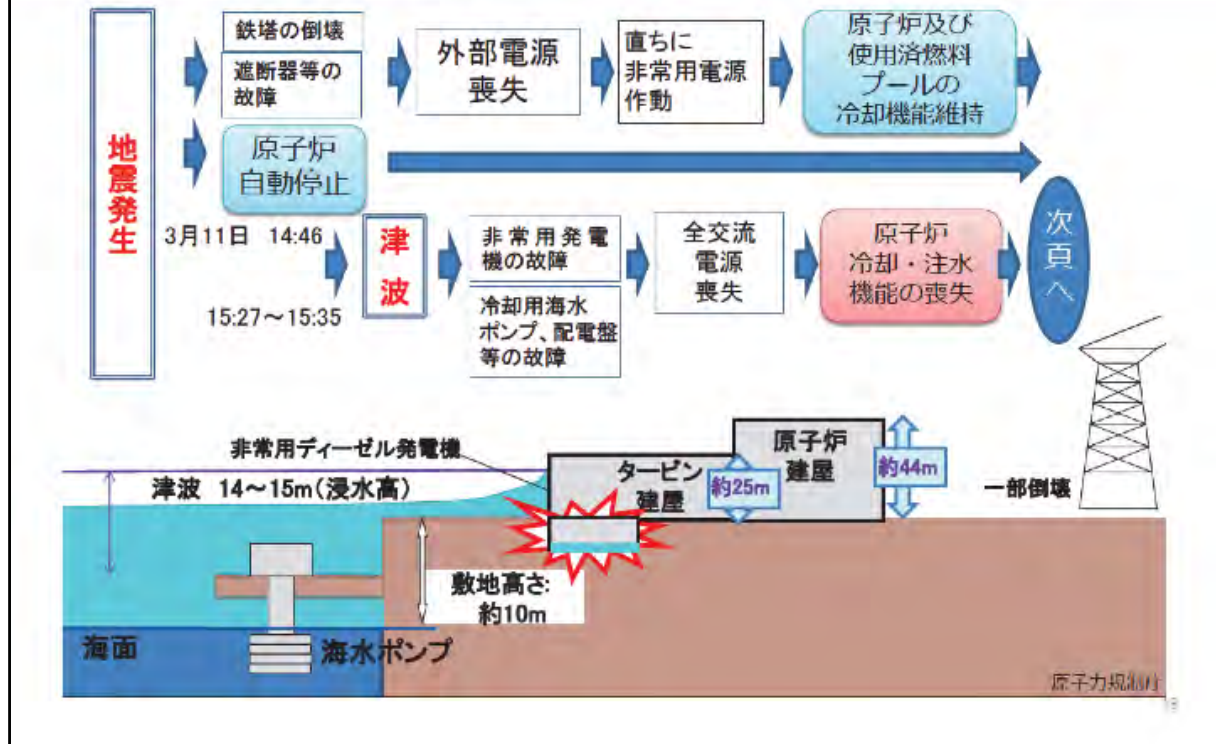 地震発生
鉄塔の倒壊
遮断器等の
故障
外部電源
喪失
直ちに
非常用電源
作動
原子炉及び
使用済燃料
プールの
冷却機能維持
原子炉
自動停止
3月11日 14:46
15:27～15:35
津
波
非常用発電
機の故障
冷却用海水
ポンプ、配電盤
等の故障
全交流
電源
喪失
原子炉
冷却・注水
機能の喪失
次頁へ
非常用ディーゼル発電機
津波 14～15m(浸水高)
タービン
建屋
約25m
原子炉
建屋
約44m
一部倒壊
敷地高さ:
約10m
海面
海水ポンプ
原子力規制庁